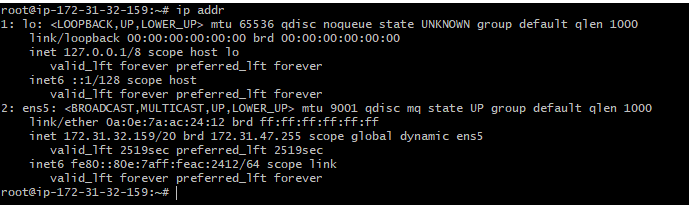 root@ip-172-31-32-159:~# ip addr
1: lo: <LOOPBACK,UP,LOWER_UP> mtu 65536 qdisc noqueue state UNKNOWN group default qlen 1000
    link/loopback 00:00:00:00:00:00 brd 00:00:00:00:00:00
    inet 127.0.0.1/8 scope host lo
       valid_lft forever preferred_lft forever
    inet6 ::1/128 scope host
       valid_lft forever preferred_lft forever
2: ens5: <BROADCAST,MULTICAST,UP,LOWER_UP> mtu 9001 qdisc mq state UP group default qlen 1000
    link/ether 0a:0e:7a:ac:24:12 brd ff:ff:ff:ff:ff:ff
    inet 172.31.32.159/20 brd 172.31.47.255 scope global dynamic ens5
       valid_lft 2519sec preferred_lft 2519sec
    inet6 fe80::80e:7aff:feac:2412/64 scope link
       valid_lft forever preferred_lft forever
root@ip-172-31-32-159:~#